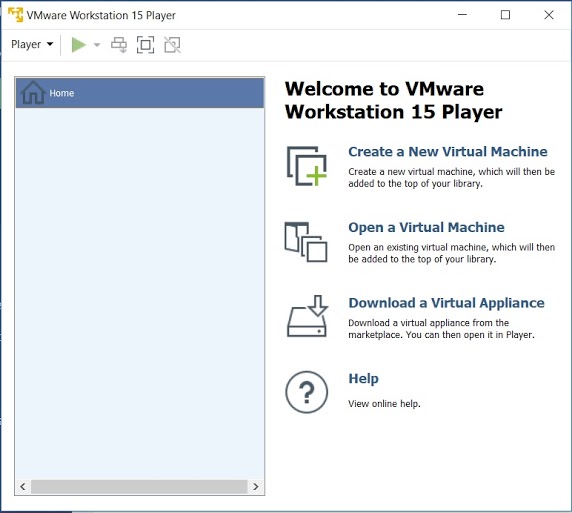 VMware Workstation 15 Player
Player
Home
Welcome to VMware
Workstation 15 Player
Create a New Virtual Machine
Create a new virtual machine, which will then be
added to the top of your library.
Open a Virtual Machine
Open an existing virtual machine, which will then
be added to the top of your library.
Download a Virtual Appliance
Download a virtual appliance from the
marketplace. You can then open it in Player.
?
Help
View online help.